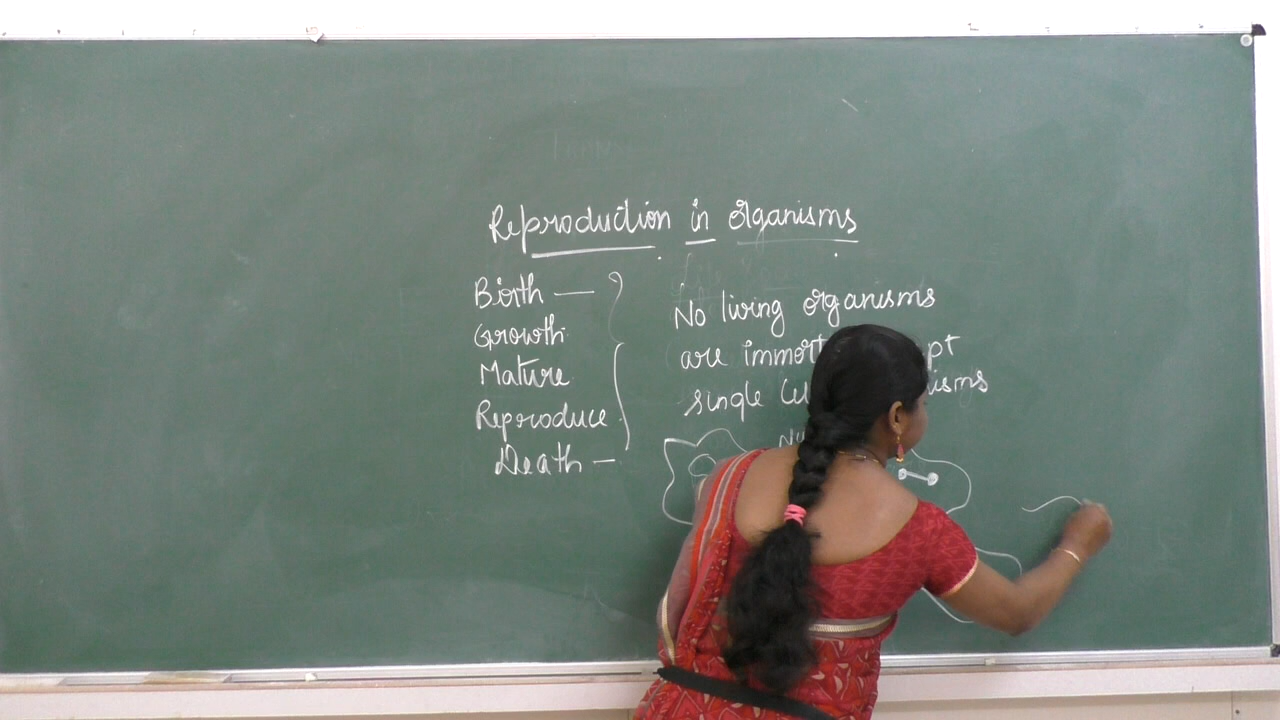 Reproduction in organisms
Birth —
Growth
Mature
Reproduce
Death —
No living organisms
are
single